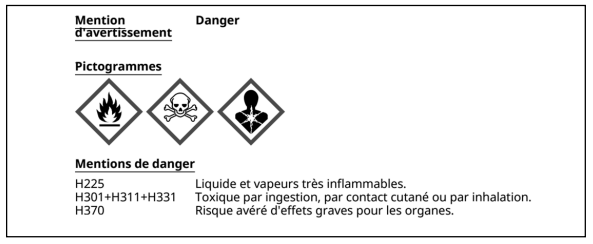 Mention Danger
d'avertissement
Pictogrammes
Mentions de danger
H225 Liquide et vapeurs très inflammables.
H301+H311+H331 Toxique par ingestion, par contact cutané ou par inhalation.
H370 Risque avéré d'effets graves pour les organes.